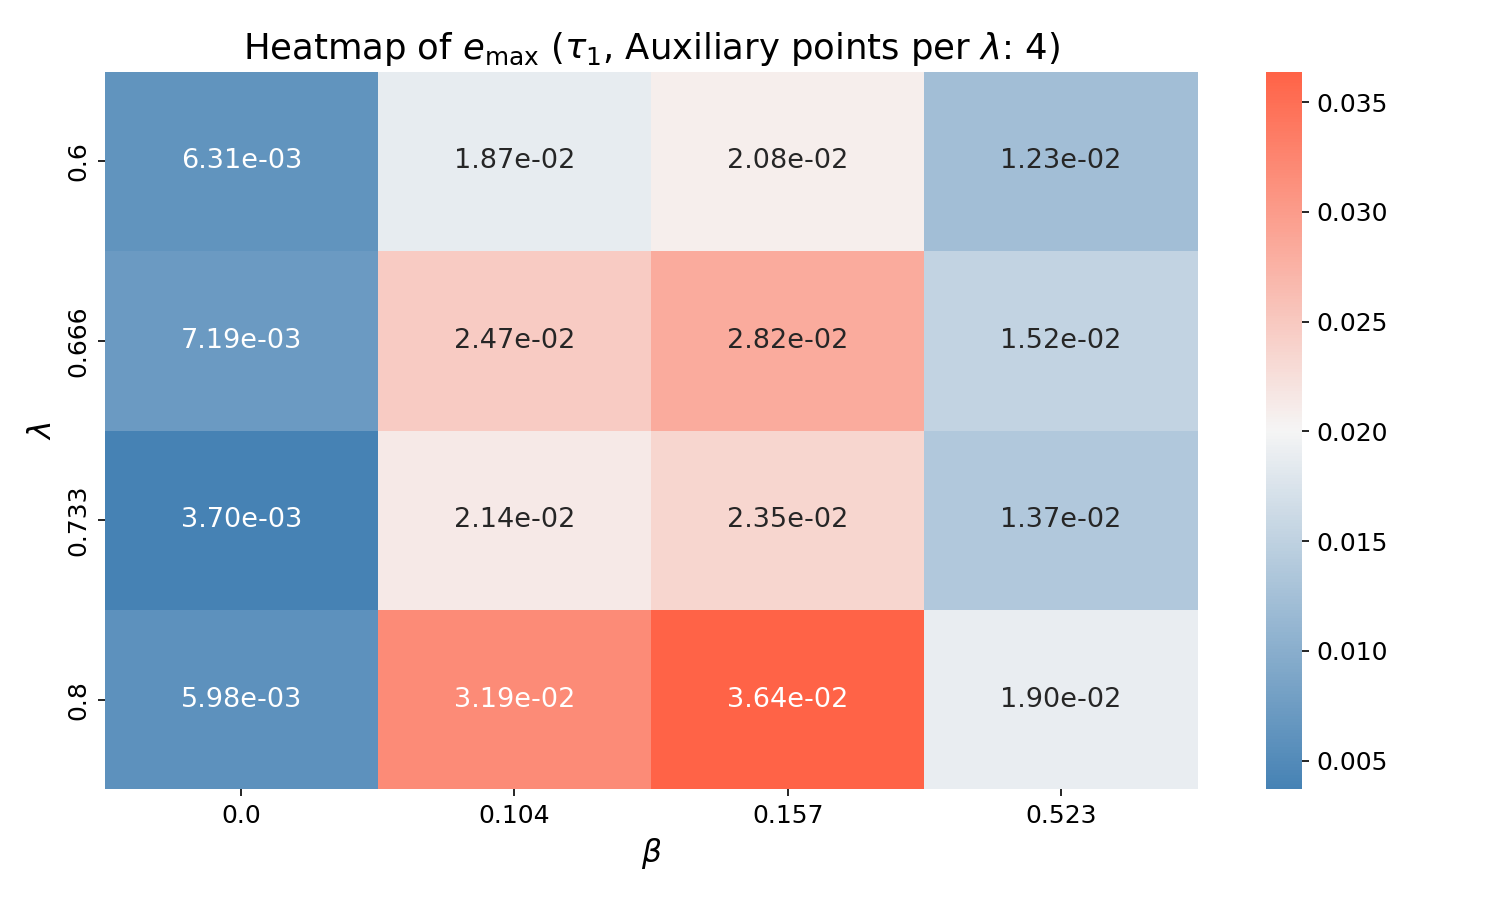 Heatmap of e_max (τ_1, Auxiliary points per λ: 4)
0.6 6.31e-03 1.87e-02 2.08e-02 1.23e-02
0.666 7.19e-03 2.47e-02 2.82e-02 1.52e-02
0.733 3.70e-03 2.14e-02 2.35e-02 1.37e-02
0.8 5.98e-03 3.19e-02 3.64e-02 1.90e-02
0.0 0.104 0.157 0.523
β
λ
0.035
0.030
0.025
0.020
0.015
0.010
0.005